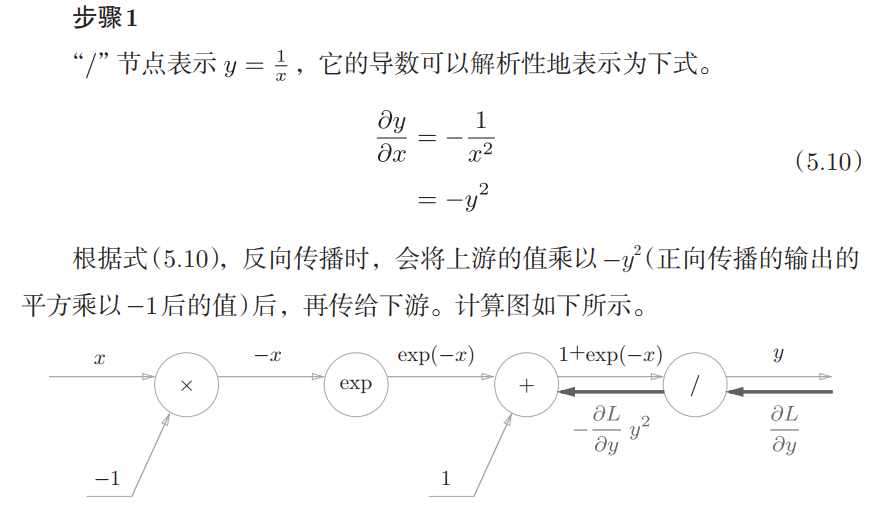 步骤1
“/”节点表示 y = 1/x ，它的导数可以解析性地表示为下式。
∂y/∂x = −1/x²
(5.10)
= −y²
根据式(5.10)，反向传播时，会将上游的值乘以−y²(正向传播的输出的
平方乘以−1后的值)后，再传给下游。计算图如下所示。
x −x exp(−x) 1+exp(−x) y
× exp + /
−∂L/∂y y² ∂L/∂y
−1 1